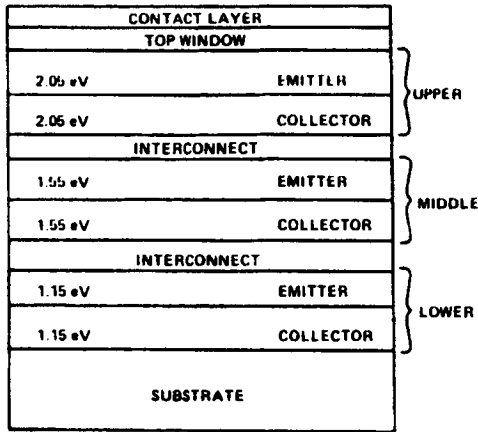 CONTACT LAYER
TOP WINDOW
2.05 eV EMITTER
UPPER
2.05 eV COLLECTOR
INTERCONNECT
1.55 eV EMITTER
MIDDLE
1.55 eV COLLECTOR
INTERCONNECT
1.15 eV EMITTER
LOWER
1.15 eV COLLECTOR
SUBSTRATE